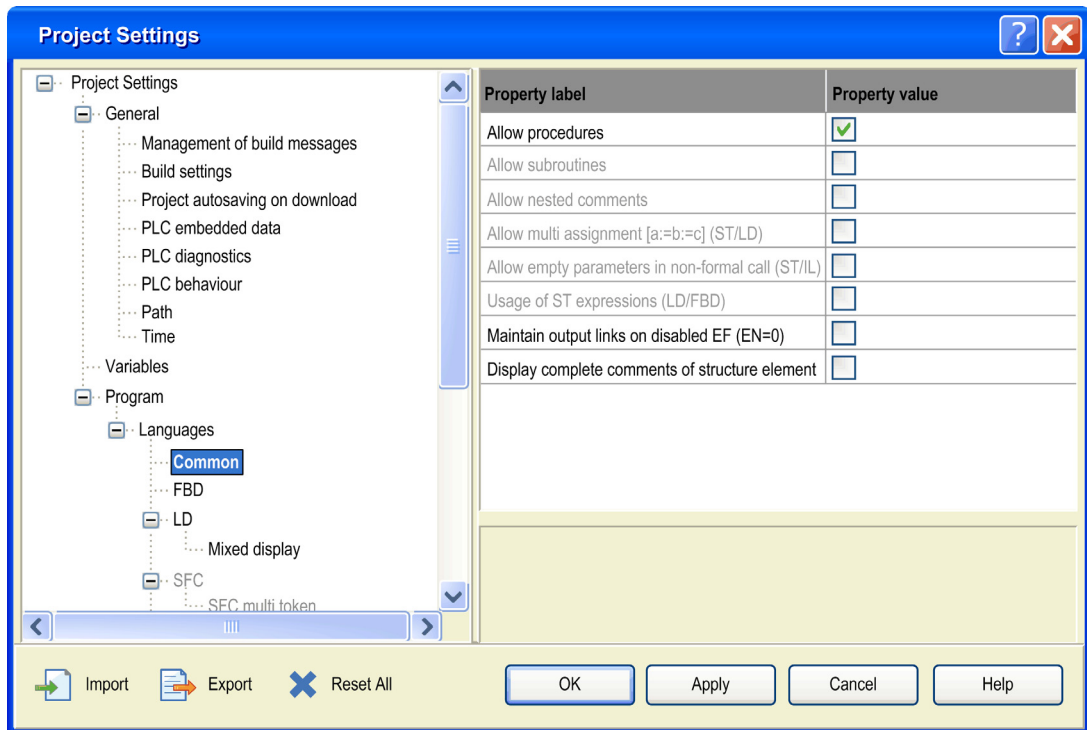 Project Settings
Project Settings
General
Management of build messages
Build settings
Project autosaving on download
PLC embedded data
PLC diagnostics
PLC behaviour
Path
Time
Variables
Program
Languages
Common
FBD
LD
Mixed display
SFC
SFC multi token
Property label Property value
Allow procedures
Allow subroutines
Allow nested comments
Allow multi assignment [a:=b:=c] (ST/LD)
Allow empty parameters in non-formal call (ST/IL)
Usage of ST expressions (LD/FBD)
Maintain output links on disabled EF (EN=0)
Display complete comments of structure element
Import Export Reset All OK Apply Cancel Help